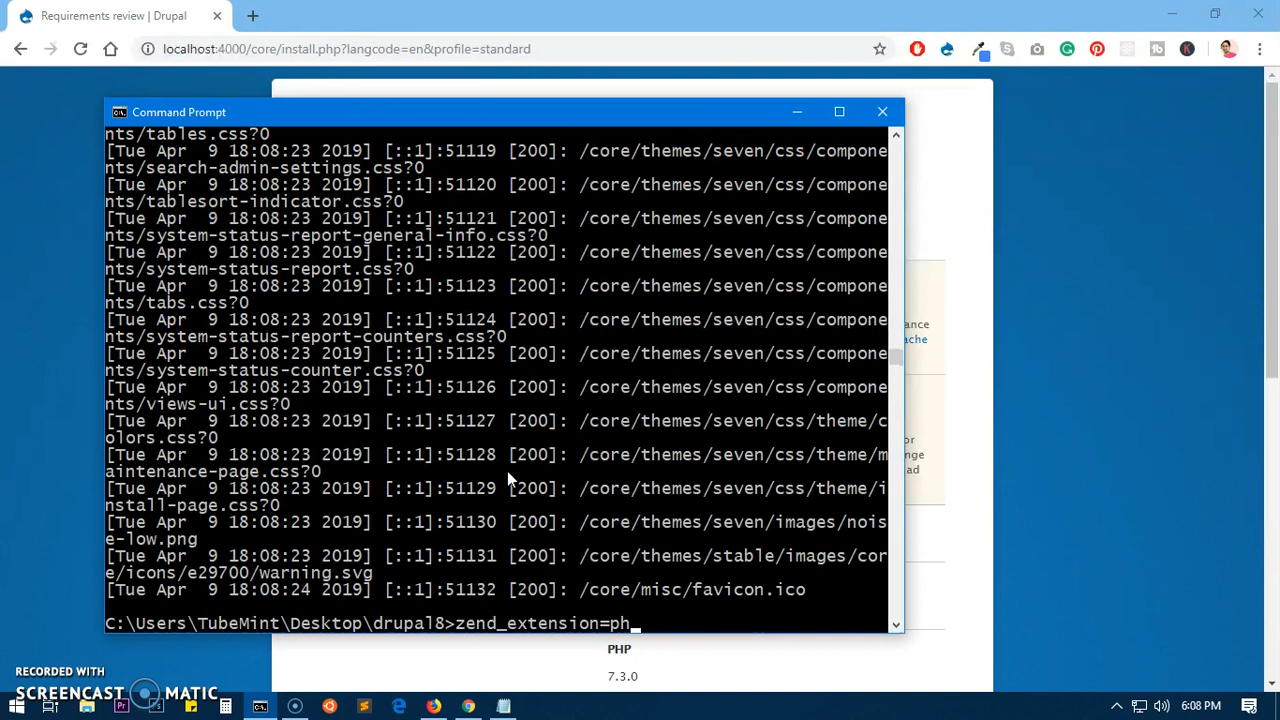 Requirements review | Drupal
localhost:4000/core/install.php?langcode=en&profile=standard
Command Prompt
nts/tables.css?0
[Tue Apr  9 18:08:23 2019] [::1]:51119 [200]: /core/themes/seven/css/compone
nts/search-admin-settings.css?0
[Tue Apr  9 18:08:23 2019] [::1]:51120 [200]: /core/themes/seven/css/compone
nts/tablesort-indicator.css?0
[Tue Apr  9 18:08:23 2019] [::1]:51121 [200]: /core/themes/seven/css/compone
nts/system-status-report-general-info.css?0
[Tue Apr  9 18:08:23 2019] [::1]:51122 [200]: /core/themes/seven/css/compone
nts/system-status-report.css?0
[Tue Apr  9 18:08:23 2019] [::1]:51123 [200]: /core/themes/seven/css/compone
nts/tabs.css?0
[Tue Apr  9 18:08:23 2019] [::1]:51124 [200]: /core/themes/seven/css/compone
nts/system-status-report-counters.css?0
[Tue Apr  9 18:08:23 2019] [::1]:51125 [200]: /core/themes/seven/css/compone
nts/system-status-counter.css?0
[Tue Apr  9 18:08:23 2019] [::1]:51126 [200]: /core/themes/seven/css/compone
nts/views-ui.css?0
[Tue Apr  9 18:08:23 2019] [::1]:51127 [200]: /core/themes/seven/css/theme/c
olors.css?0
[Tue Apr  9 18:08:23 2019] [::1]:51128 [200]: /core/themes/seven/css/theme/m
aintenance-page.css?0
[Tue Apr  9 18:08:23 2019] [::1]:51129 [200]: /core/themes/seven/css/theme/i
nstall-page.css?0
[Tue Apr  9 18:08:23 2019] [::1]:51130 [200]: /core/themes/seven/images/nois
e-low.png
[Tue Apr  9 18:08:23 2019] [::1]:51131 [200]: /core/themes/stable/images/cor
e/icons/e29700/warning.svg
[Tue Apr  9 18:08:24 2019] [::1]:51132 [200]: /core/misc/favicon.ico
C:\Users\TubeMint\Desktop\drupal8>zend_extension=ph_
ance
ache
or
nge
ad
PHP
7.3.0
RECORDED WITH
SCREENCAST MATIC
6:08 PM